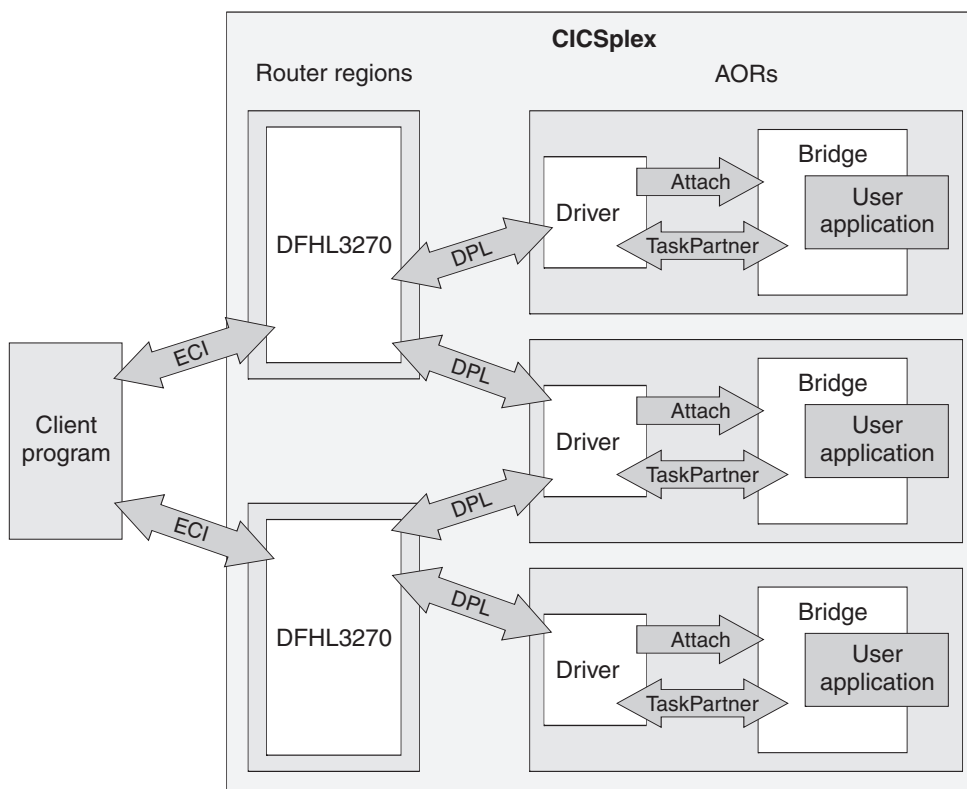 CICSplex
Router regions
AORs
DFHL3270
Driver
Attach
TaskPartner
Bridge
User
application
DPL
ECI
DPL
Client
program
Driver
Attach
TaskPartner
Bridge
User
application
ECI
DPL
DFHL3270
DPL
Driver
Attach
TaskPartner
Bridge
User
application